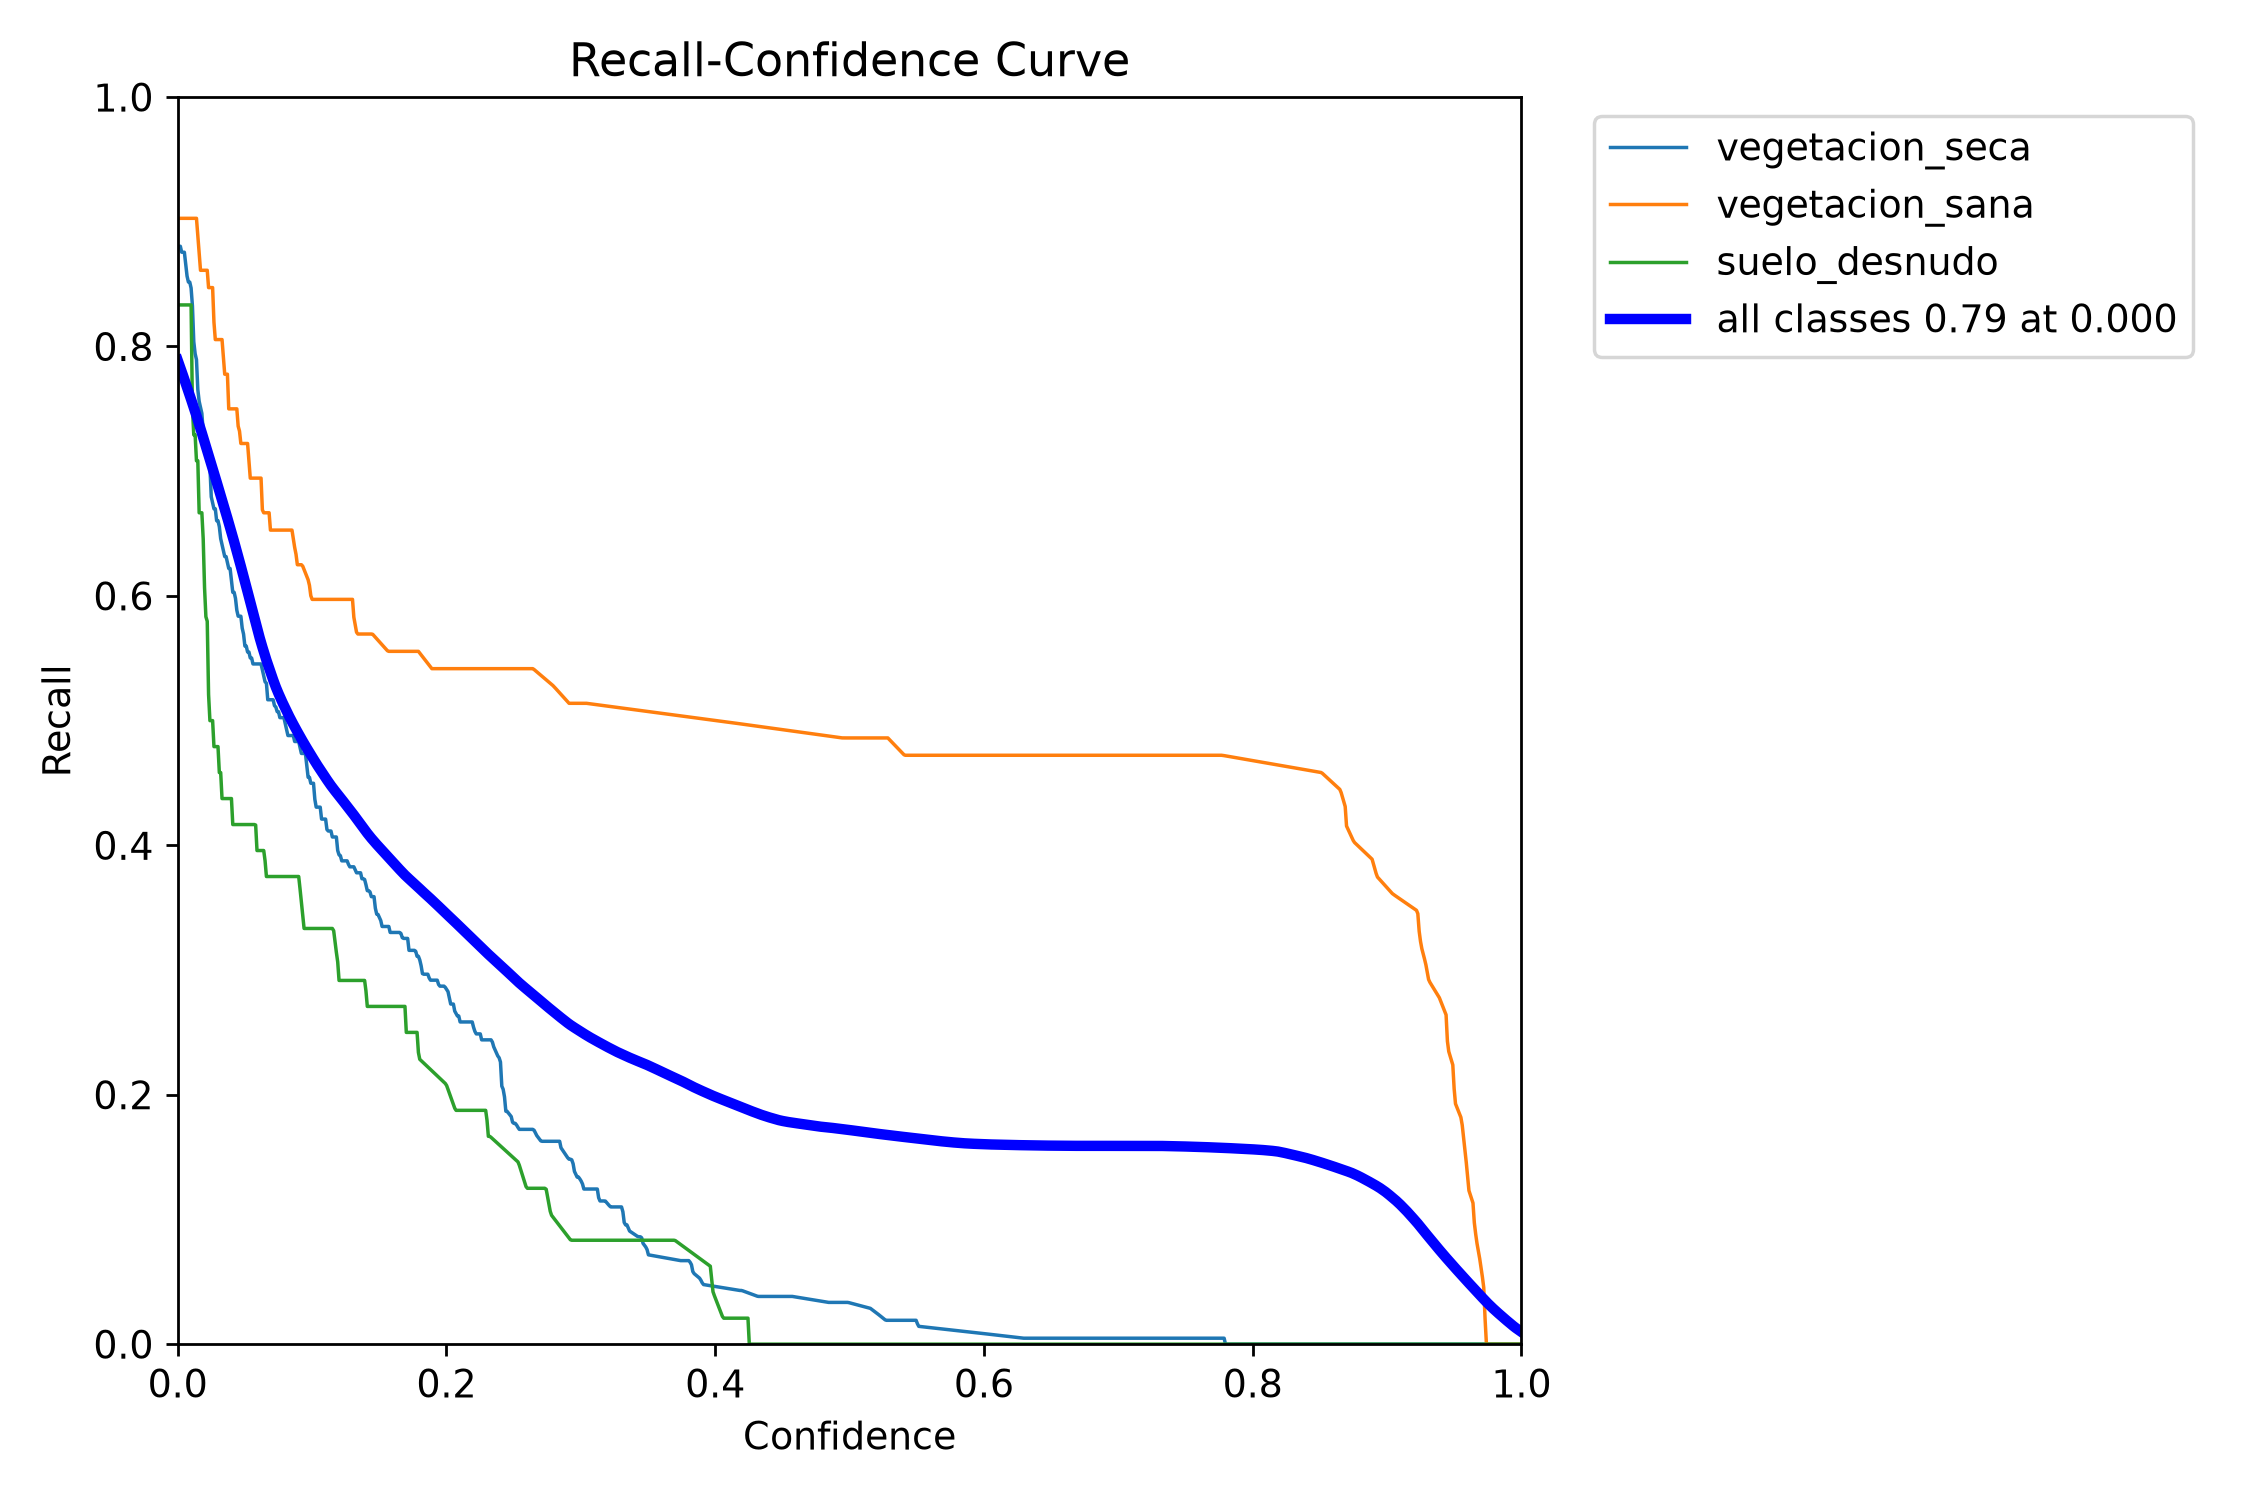 Recall-Confidence Curve
1.0
0.8
0.6
0.4
0.2
0.0
Recall
0.0 0.2 0.4 0.6 0.8 1.0
Confidence
vegetacion_seca
vegetacion_sana
suelo_desnudo
all classes 0.79 at 0.000